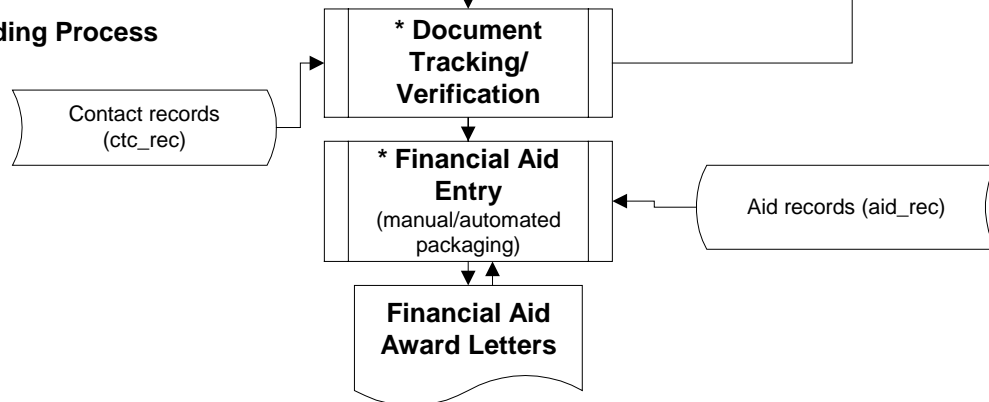 ding Process
* Document
Tracking/
Verification
Contact records
(ctc_rec)
* Financial Aid
Entry
(manual/automated
packaging)
Aid records (aid_rec)
Financial Aid
Award Letters